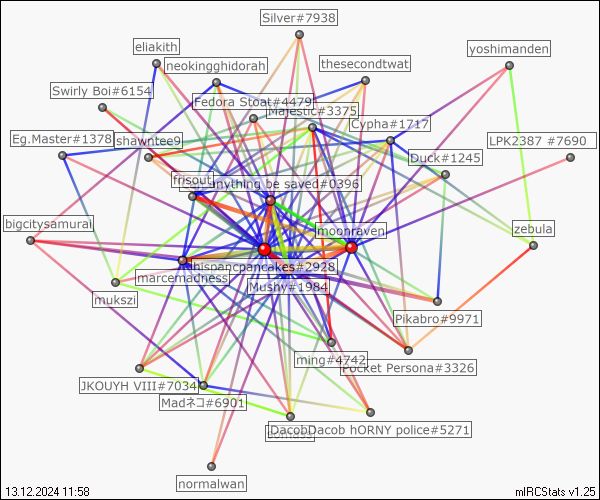 Silver#7938
eliakith
yoshimanden
neokingghidorah
thesecondtwat
Swirly Boi#6154
Fedora Stoat#4479
Majestic#3375
Cypha#1717
Eg.Master#1378
shawntee9
LPK2387 #7690
Duck#1245
frisout
anything be saved#0396
bigcitysamurai
moonraven
zebula
hispancpancakes#2928
marcemadness
Mushy#1984
mukszi
Pikabro#9971
ming#4742
Pocket Persona#3326
JKOUYH VIII#7034
Madネコ#6901
DacobDacob hORNY police#5271
normalwan
13.12.2024 11:58
mIRCStats v1.25